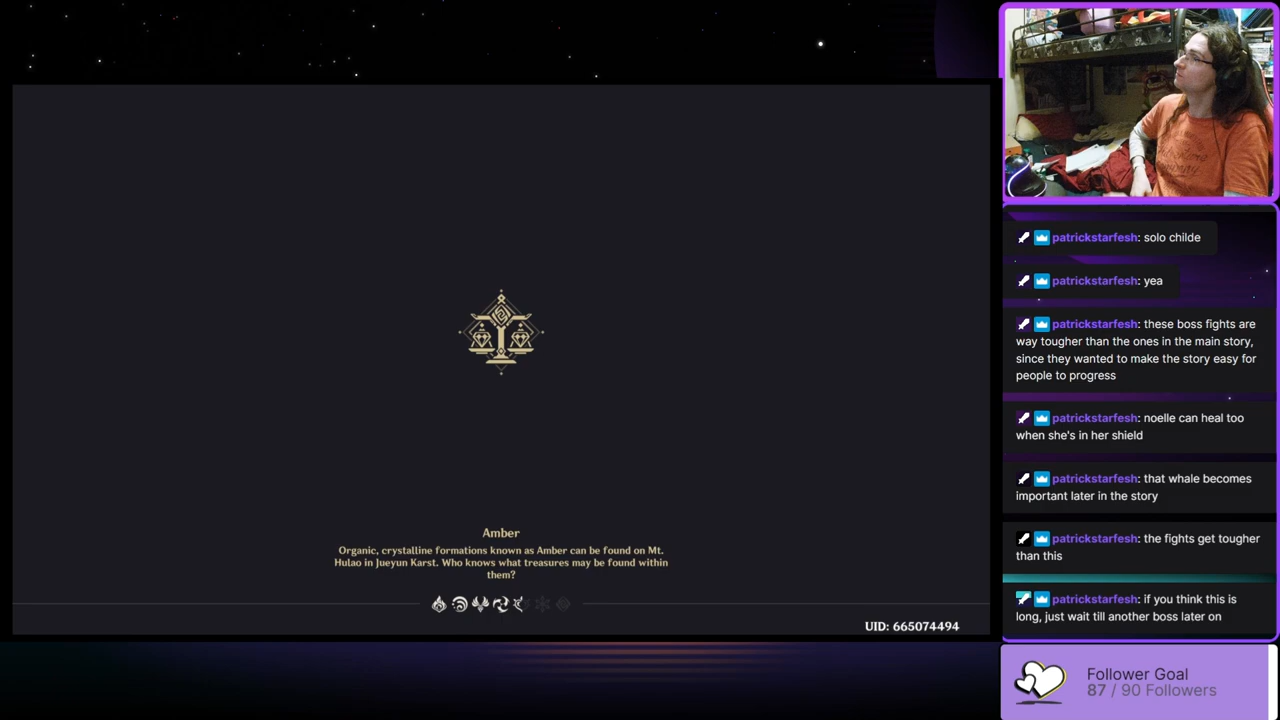 patrickstarfesh: solo childe
patrickstarfesh: yea
patrickstarfesh: these boss fights are
way tougher than the ones in the main story,
since they wanted to make the story easy for
people to progress
patrickstarfesh: noelle can heal too
when she's in her shield
patrickstarfesh: that whale becomes
important later in the story
patrickstarfesh: the fights get tougher
than this
patrickstarfesh: if you think this is
long, just wait till another boss later on
Amber
Organic, crystalline formations known as Amber can be found on Mt.
Hulao in Jueyun Karst. Who knows what treasures may be found within
them?
UID: 665074494
Follower Goal
87 / 90 Followers